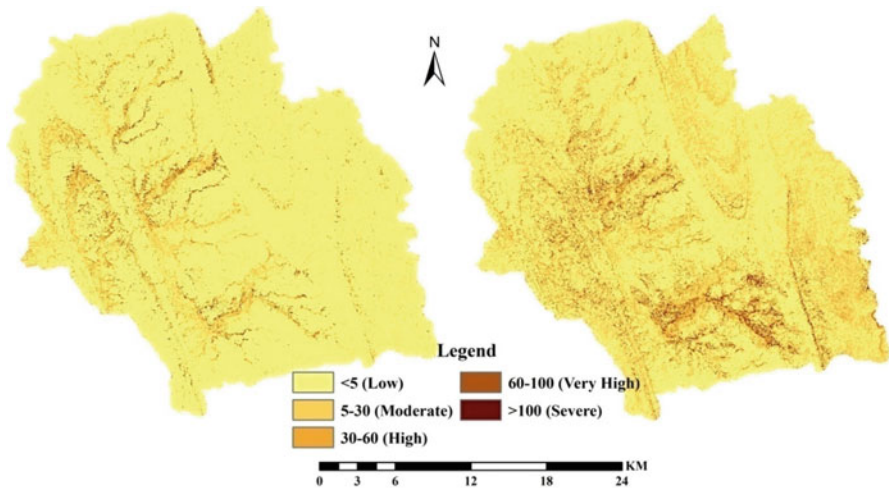 N
Legend
<5 (Low)
60-100 (Very High)
5-30 (Moderate)
>100 (Severe)
30-60 (High)
KM
0 3 6 12 18 24